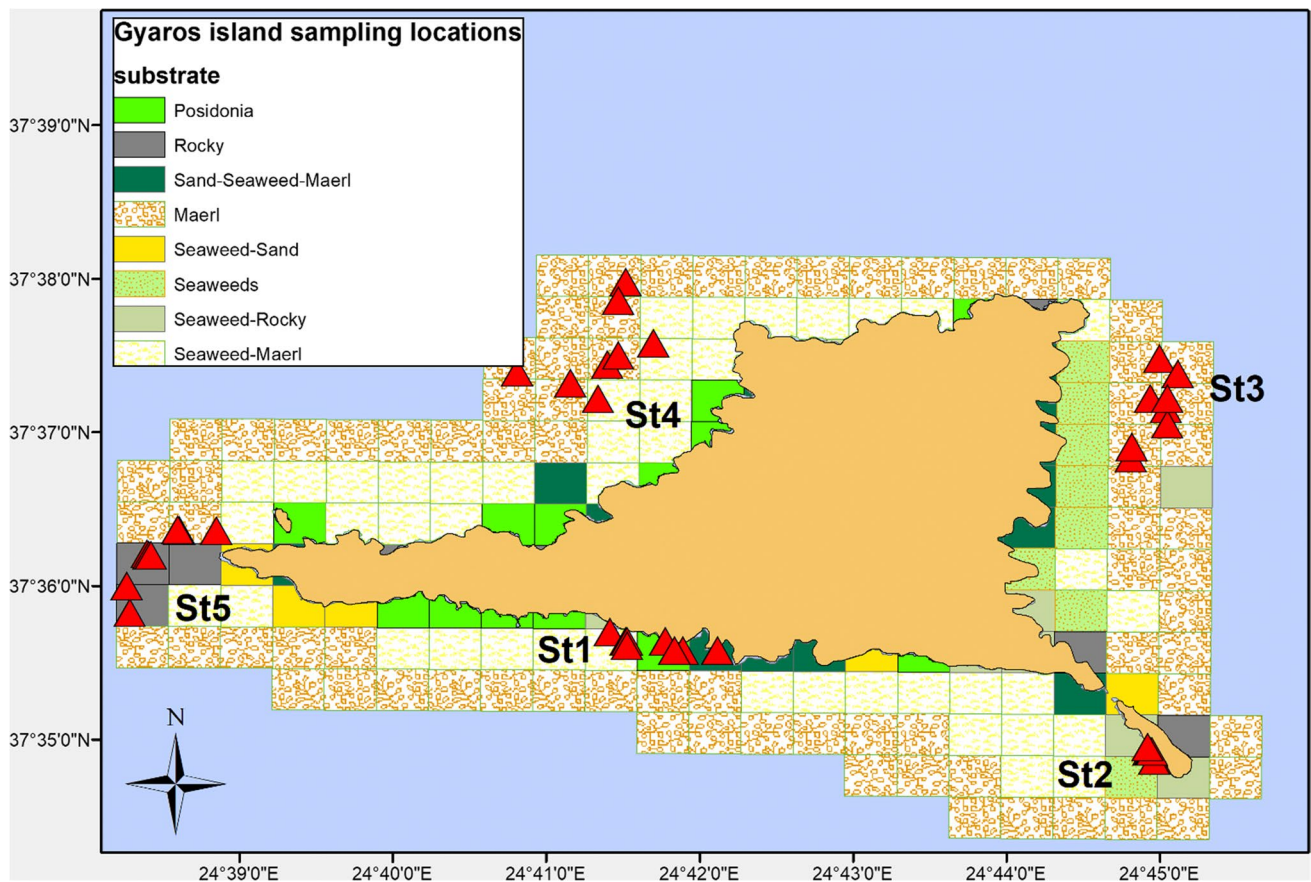 Gyaros island sampling locations
substrate
Posidonia
Rocky
Sand-Seaweed-Maerl
Maerl
Seaweed-Sand
Seaweeds
Seaweed-Rocky
Seaweed-Maerl
37°39'0"N
37°38'0"N
37°37'0"N
37°36'0"N
37°35'0"N
St3
St4
St5
St1
St2
N
24°39'0"E
24°40'0"E
24°41'0"E
24°42'0"E
24°43'0"E
24°44'0"E
24°45'0"E